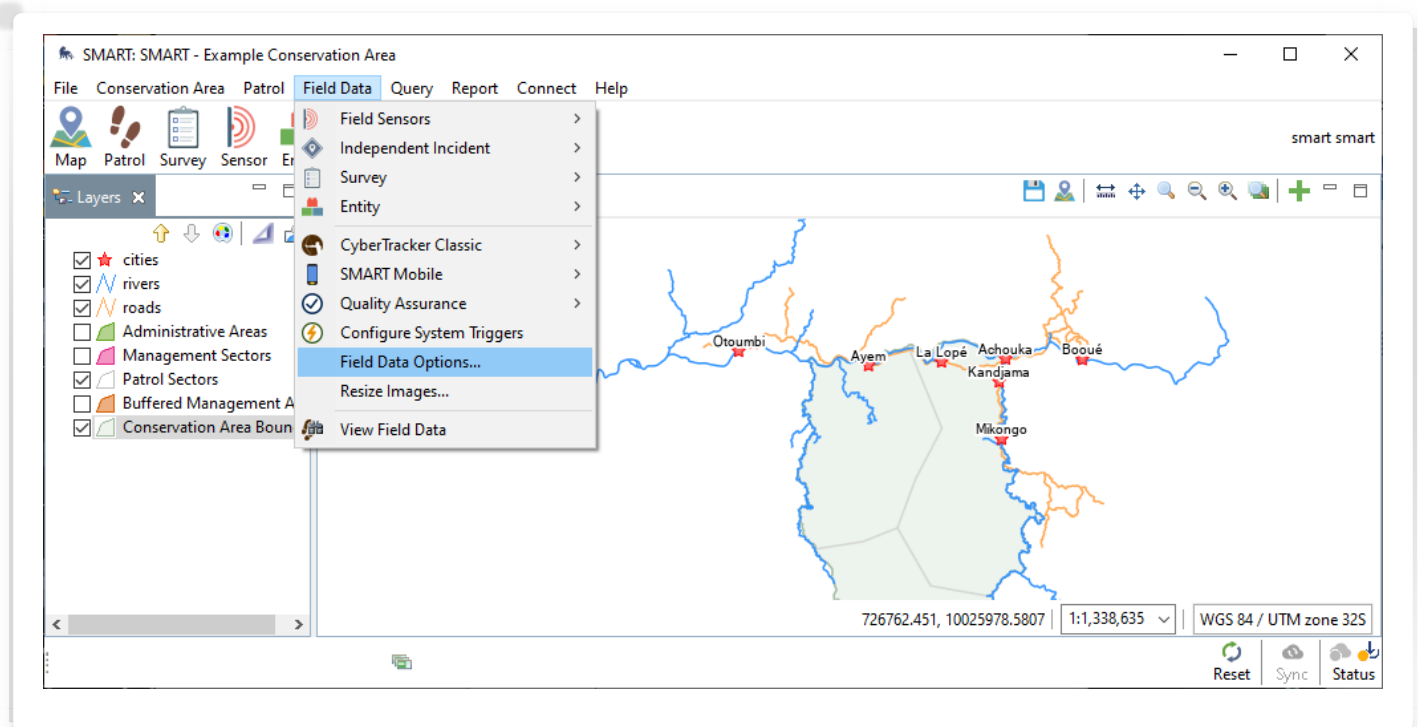 SMART: SMART - Example Conservation Area
File Conservation Area Patrol Field Data Query Report Connect Help
Map Patrol Survey Sensor
smart smart
Layers
cities
rivers
roads
Administrative Areas
Management Sectors
Patrol Sectors
Buffered Management A
Conservation Area Boun
Field Sensors
Independent Incident
Survey
Entity
CyberTracker Classic
SMART Mobile
Quality Assurance
Configure System Triggers
Field Data Options...
Resize Images...
View Field Data
Otoumbi
Ayem
La Lopé
Achouka
Booué
Kandjama
Mikongo
726762.451, 10025978.5807
1:1,338,635
WGS 84 / UTM zone 32S
Reset Sync Status